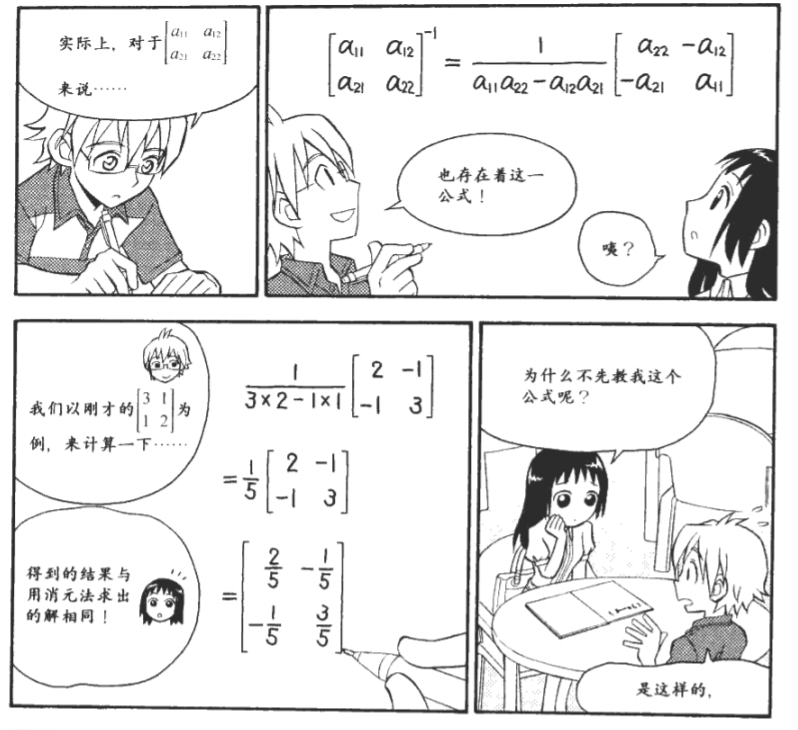 实际上，对于[a₁₁ a₁₂
a₂₁ a₂₂]
来说……
[a₁₁ a₁₂
a₂₁ a₂₂]⁻¹ = 1/(a₁₁a₂₂-a₁₂a₂₁) [a₂₂ -a₁₂
-a₂₁ a₁₁]
也存在着这一
公式！
咦？
我们以刚才的[3 1
1 2]为
例，来计算一下……
1/(3×2-1×1) [2 -1
-1 3]
=1/5 [2 -1
-1 3]
得到的结果与
用消元法求出
的解相同！
= [2/5 -1/5
-1/5 3/5]
为什么不先教我这个
公式呢？
是这样的，